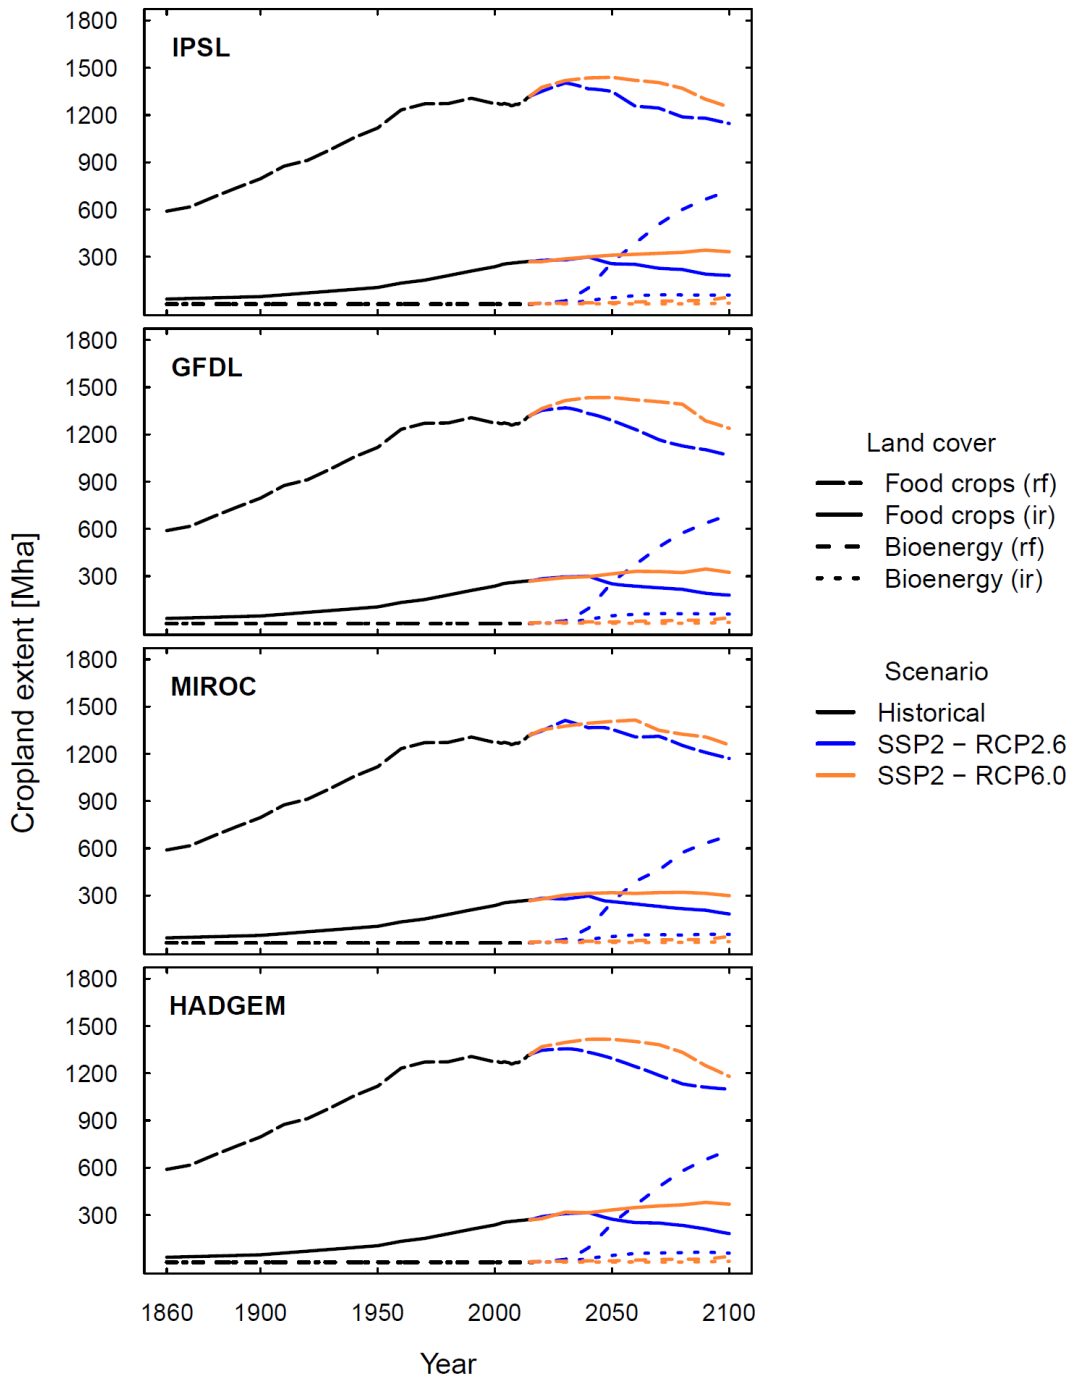 1800
IPSL
1500
1200
900
600
300
1800
GFDL
1500
1200
900
600
300
1800
MIROC
1500
1200
900
600
300
1800
HADGEM
1500
1200
900
600
300
1860 1900 1950 2000 2050 2100
Year
Cropland extent [Mha]
Land cover
Food crops (rf)
Food crops (ir)
Bioenergy (rf)
Bioenergy (ir)
Scenario
Historical
SSP2 − RCP2.6
SSP2 − RCP6.0